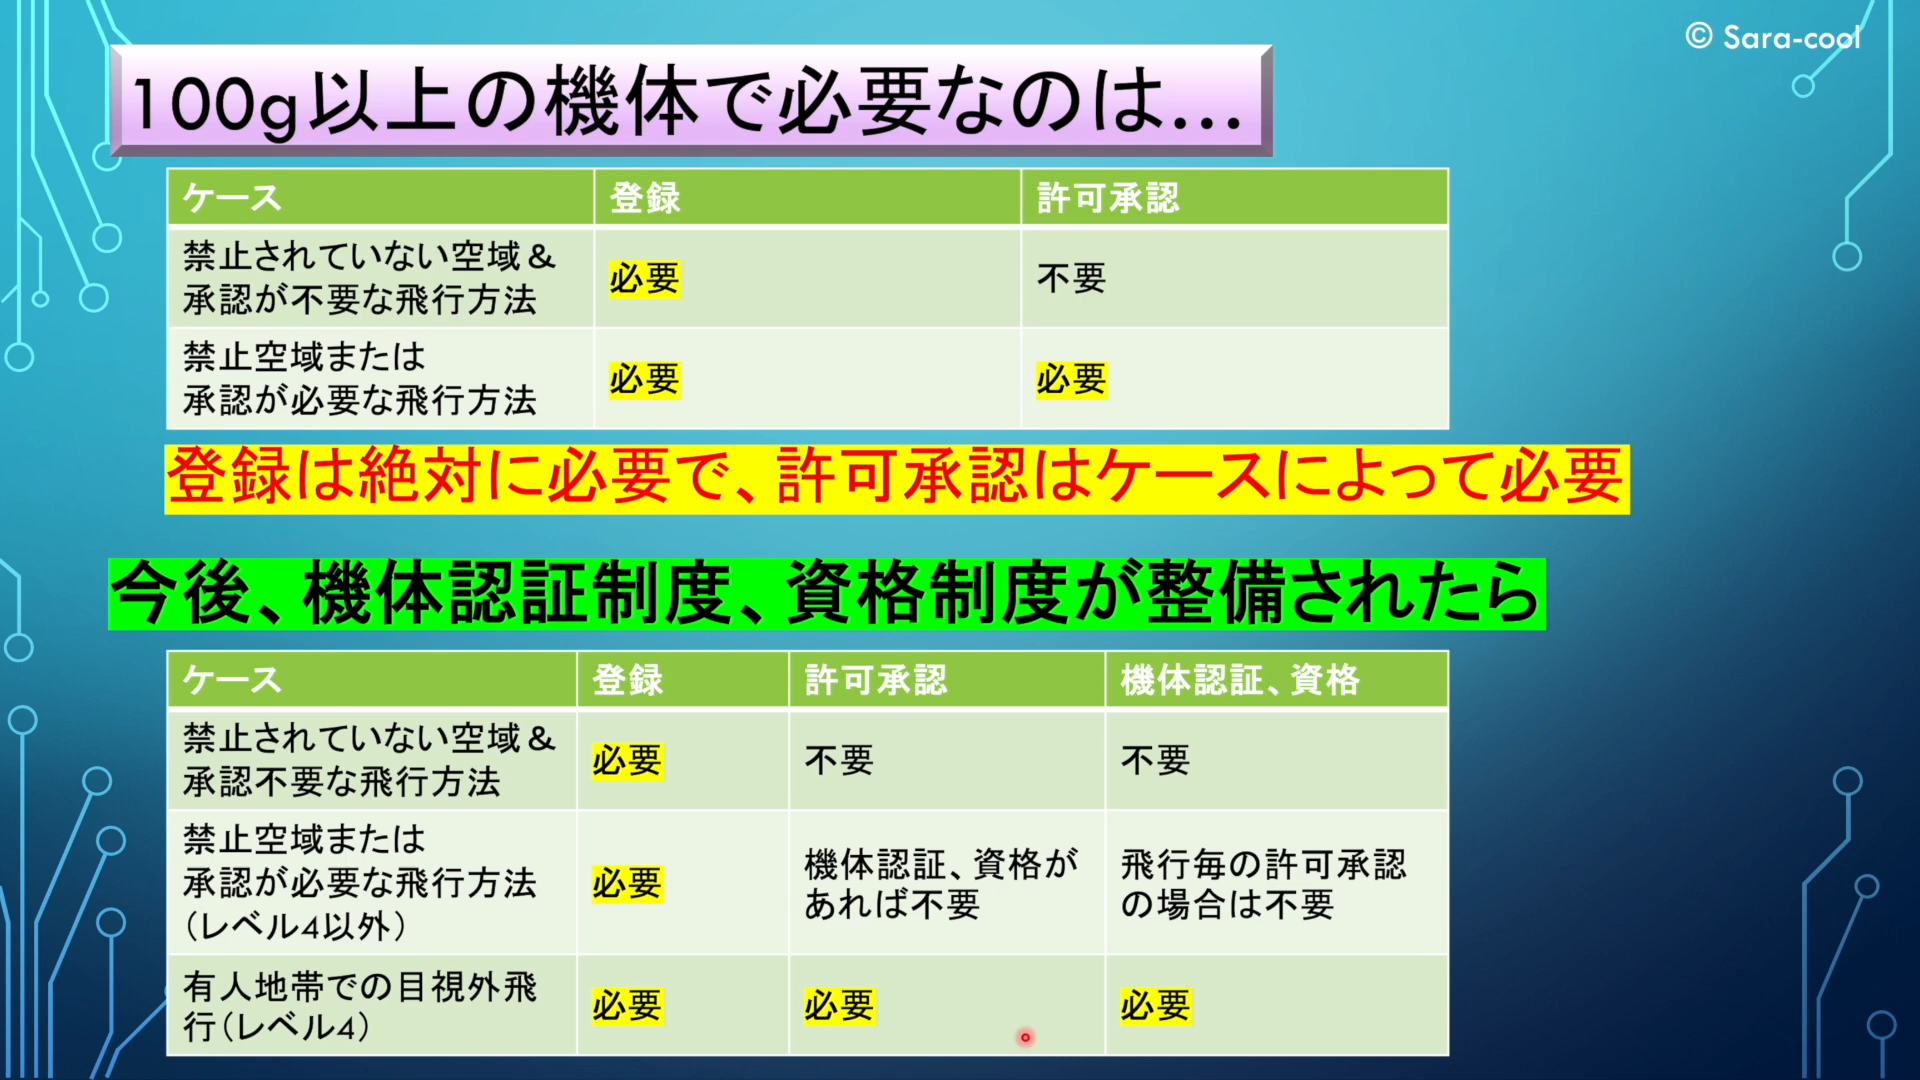 © Sara-cool
100g以上の機体で必要なのは…
ケース 登録 許可承認
禁止されていない空域＆
承認が不要な飛行方法
必要 不要
禁止空域または
承認が必要な飛行方法
必要 必要
登録は絶対に必要で、許可承認はケースによって必要
今後、機体認証制度、資格制度が整備されたら
ケース 登録 許可承認 機体認証、資格
禁止されていない空域＆
承認不要な飛行方法
必要 不要 不要
禁止空域または
承認が必要な飛行方法
（レベル4以外）
必要
機体認証、資格が
あれば不要
飛行毎の許可承認
の場合は不要
有人地帯での目視外飛
行（レベル4）
必要 必要 必要